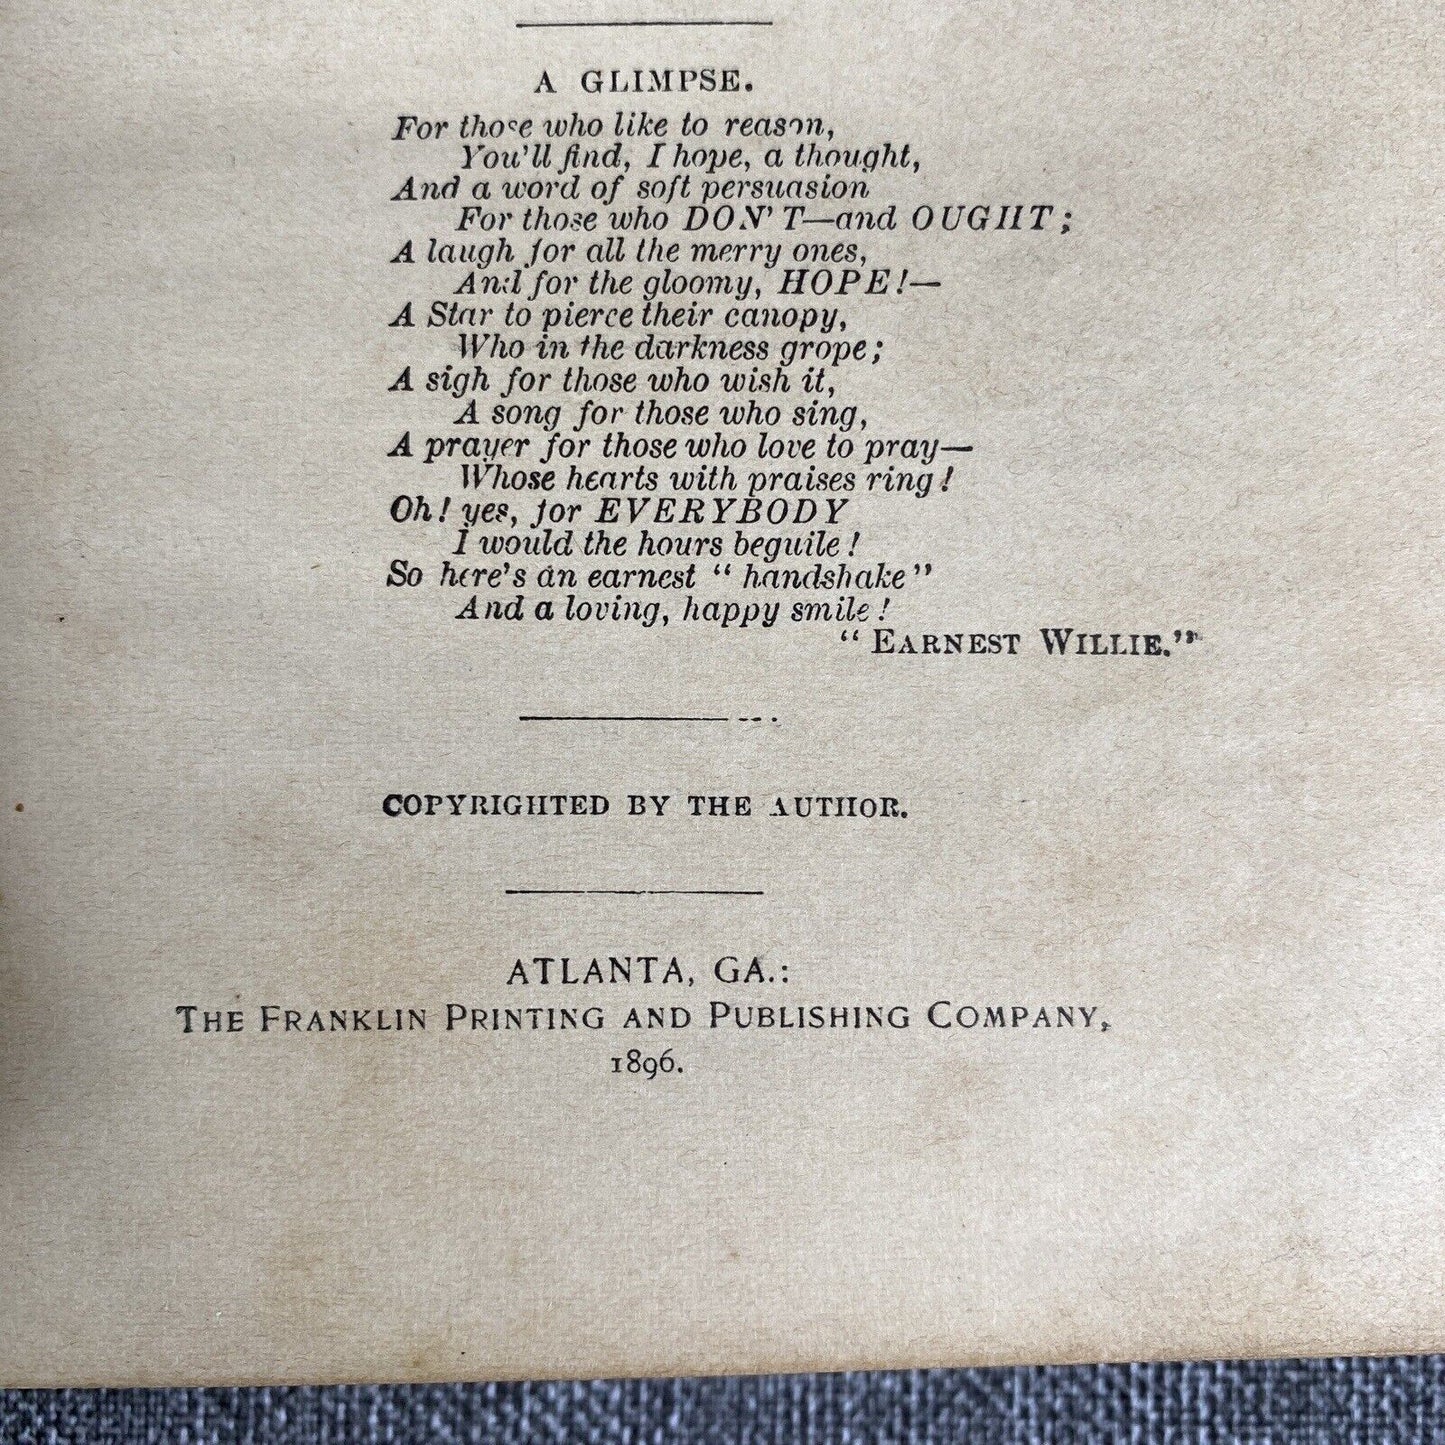 A GLIMPSE.
For those who like to reason,
You'll find, I hope, a thought,
And a word of soft persuasion
For those who DON'T—and OUGHT;
A laugh for all the merry ones,
And for the gloomy, HOPE!—
A Star to pierce their canopy,
Who in the darkness grope;
A sigh for those who wish it,
A song for those who sing,
A prayer for those who love to pray—
Whose hearts with praises ring!
Oh! yes, for EVERYBODY
I would the hours beguile!
So here's an earnest "handshake"
And a loving, happy smile!
"EARNEST WILLIE."
COPYRIGHTED BY THE AUTHOR.
ATLANTA, GA.:
THE FRANKLIN PRINTING AND PUBLISHING COMPANY,
1896.